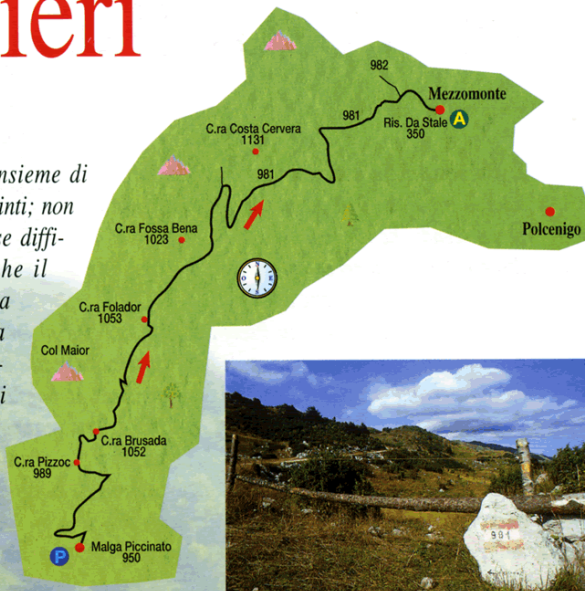 ieri
nsieme di
inti; non
e diffi-
he il
a
a
-
i
982
Mezzomonte
981
Ris. Da Stale
350
A
C.ra Costa Cervera
1131
981
C.ra Fossa Bena
1023
Polcenigo
C.ra Folador
1053
Col Maior
C.ra Brusada
1052
C.ra Pizzoc
989
Malga Piccinato
950
P
981